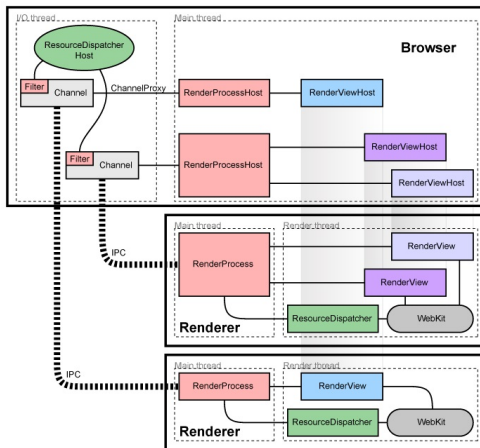 I/O thread
Main thread
ResourceDispatcher
Host
Browser
Filter
Channel
ChannelProxy
RenderProcessHost
RenderViewHost
Filter
Channel
RenderProcessHost
RenderViewHost
RenderViewHost
Main thread
Render thread
IPC
RenderProcess
RenderView
RenderView
Renderer
ResourceDispatcher
WebKit
Main thread
Render thread
IPC
RenderProcess
RenderView
Renderer
ResourceDispatcher
WebKit